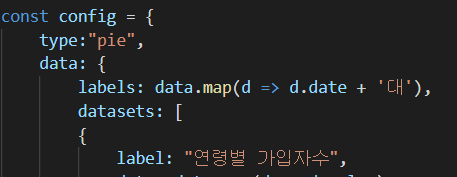 const config = {
type:"pie",
data: {
labels: data.map(d => d.date + '대'),
datasets: [
{
label: "연령별 가입자수",